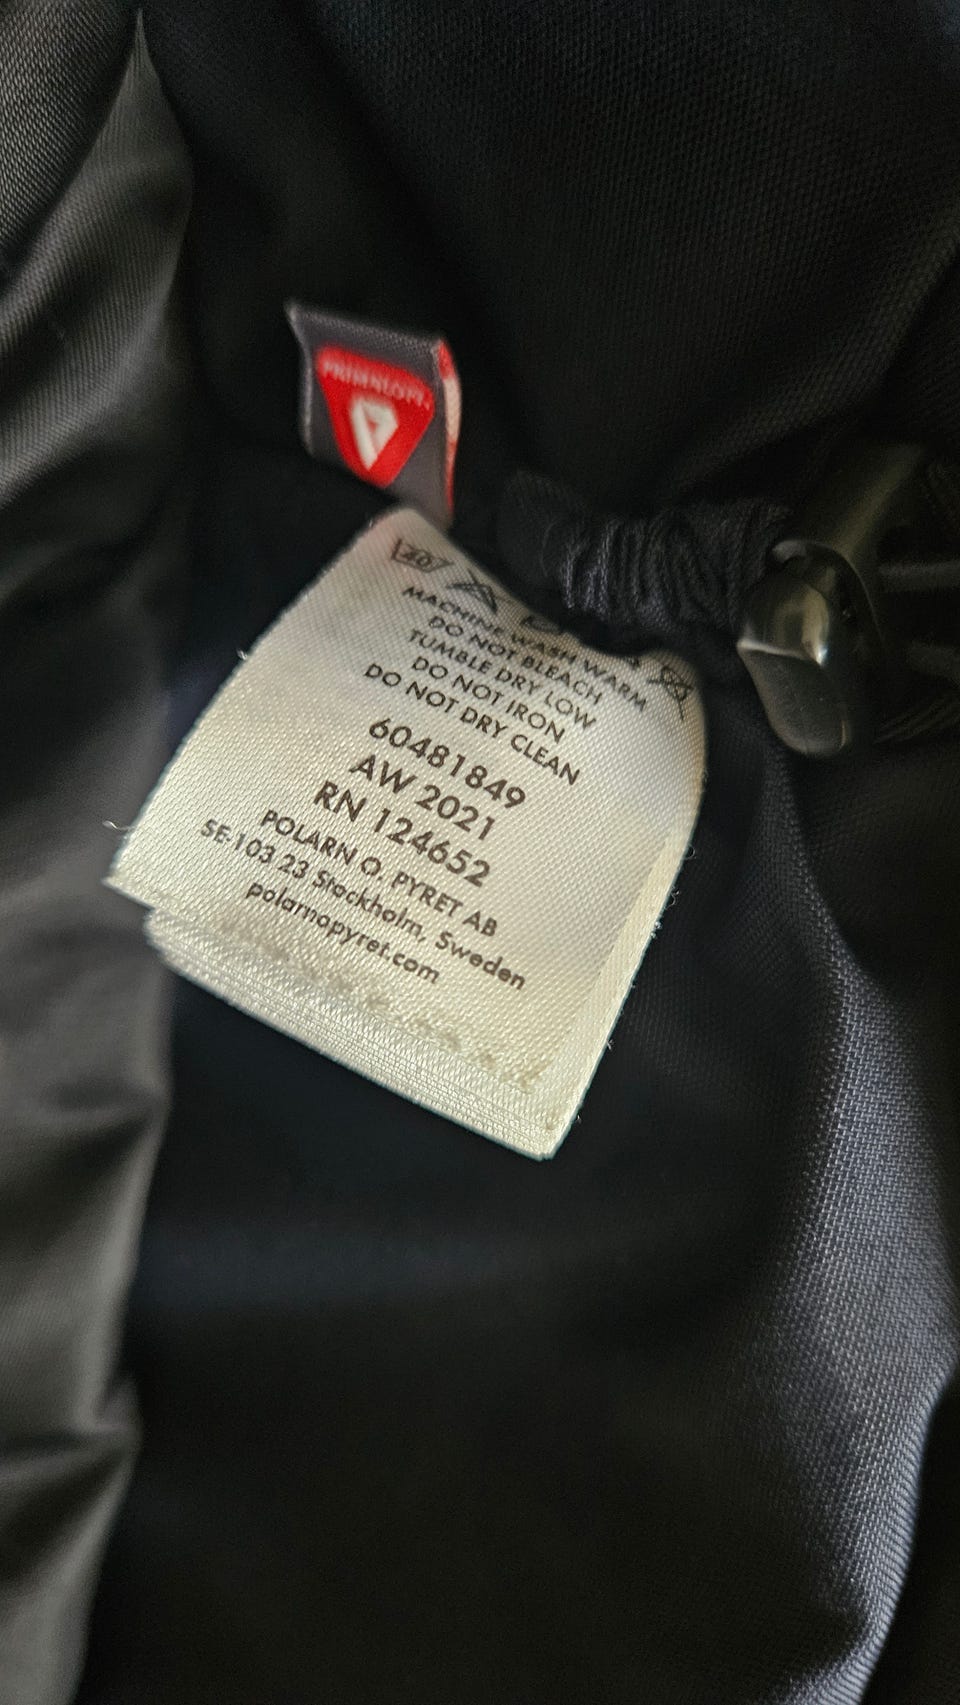 PRIMALOFT
40
MACHINE WASH WARM
DO NOT BLEACH
TUMBLE DRY LOW
DO NOT IRON
DO NOT DRY CLEAN
60481849
AW 2021
RN 124652
POLARN O. PYRET AB
SE-103 23 Stockholm, Sweden
polarnopyret.com